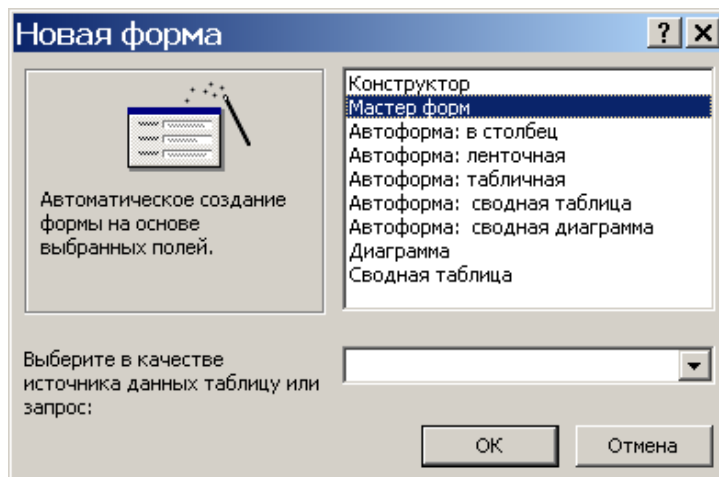 Новая форма
Автоматическое создание
формы на основе
выбранных полей.
Конструктор
Мастер форм
Автоформа: в столбец
Автоформа: ленточная
Автоформа: табличная
Автоформа: сводная таблица
Автоформа: сводная диаграмма
Диаграмма
Сводная таблица
Выберите в качестве
источника данных таблицу или
запрос:
OK
Отмена